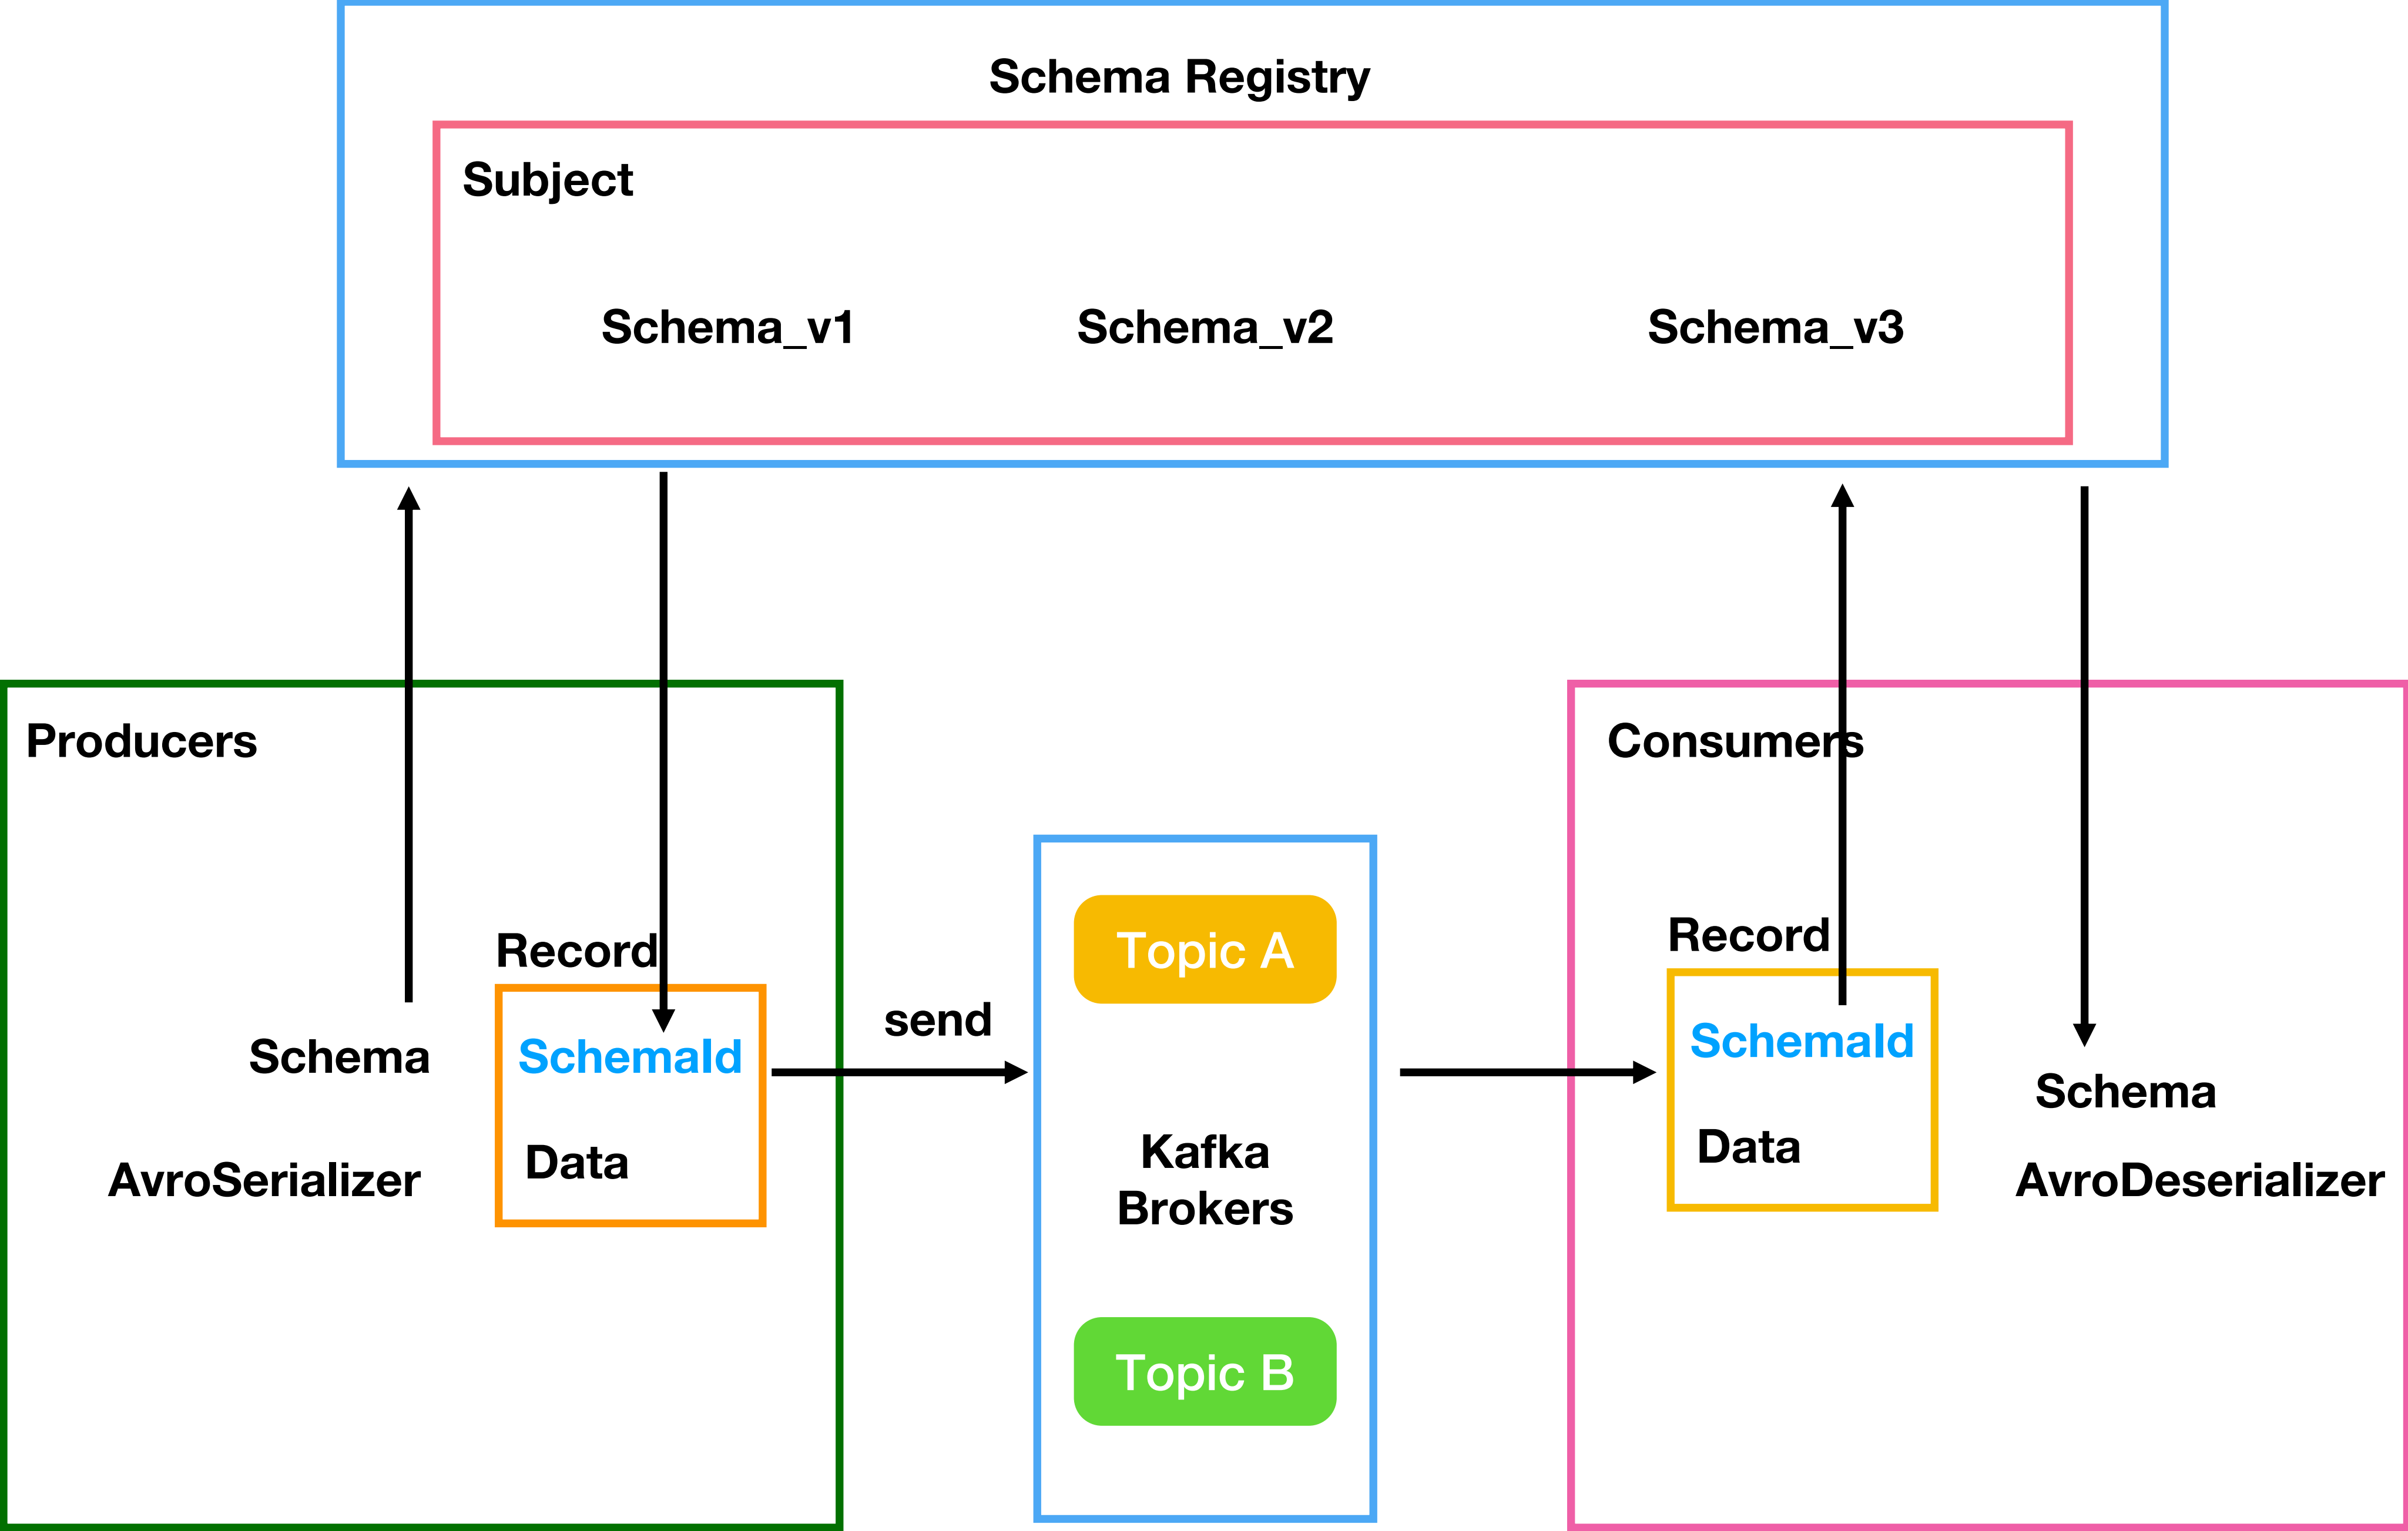 Schema Registry
Subject
Schema_v1
Schema_v2
Schema_v3
Producers
Schema
AvroSerializer
Record
SchemaId
Data
send
Topic A
Kafka
Brokers
Topic B
Consumers
Record
SchemaId
Data
Schema
AvroDeserializer